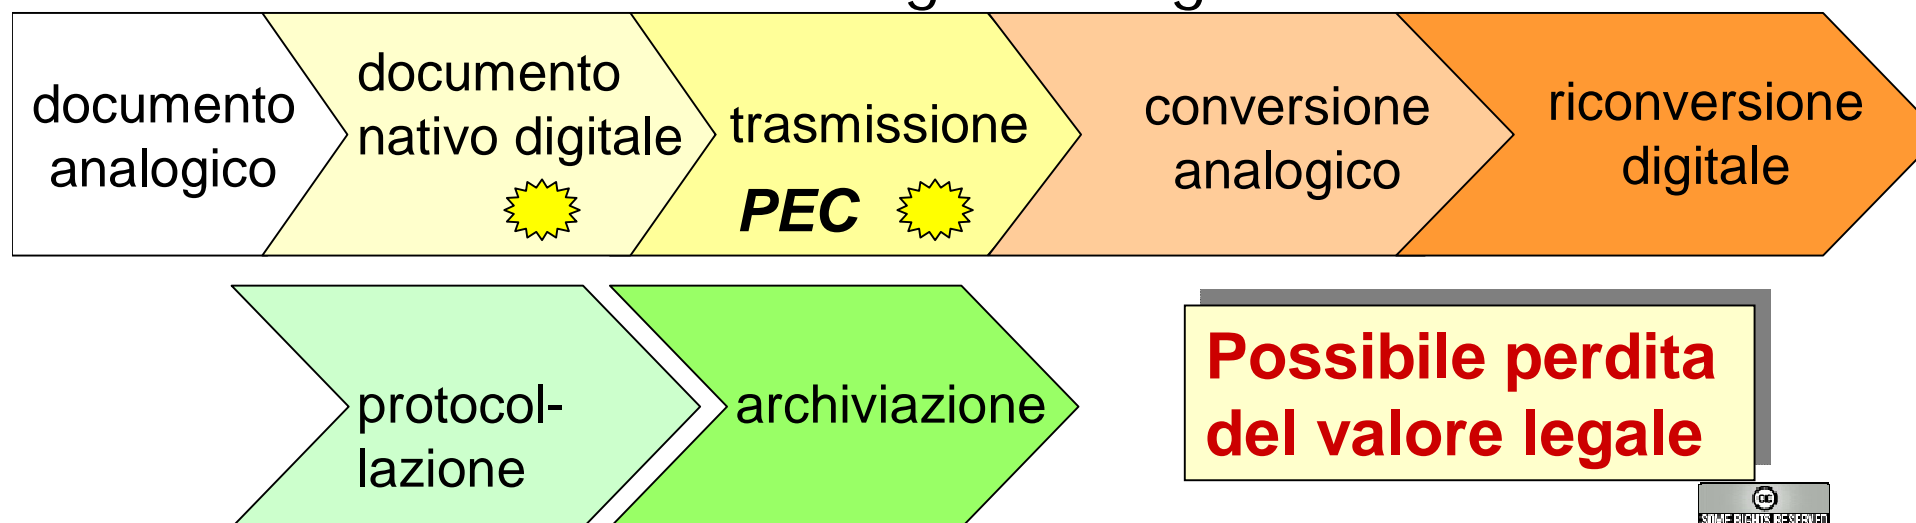 documento
analogico
documento
nativo digitale
trasmissione
PEC
conversione
analogico
riconversione
digitale
protocol-
lazione
archiviazione
Possibile perdita
del valore legale
SOME RIGHTS RESERVED